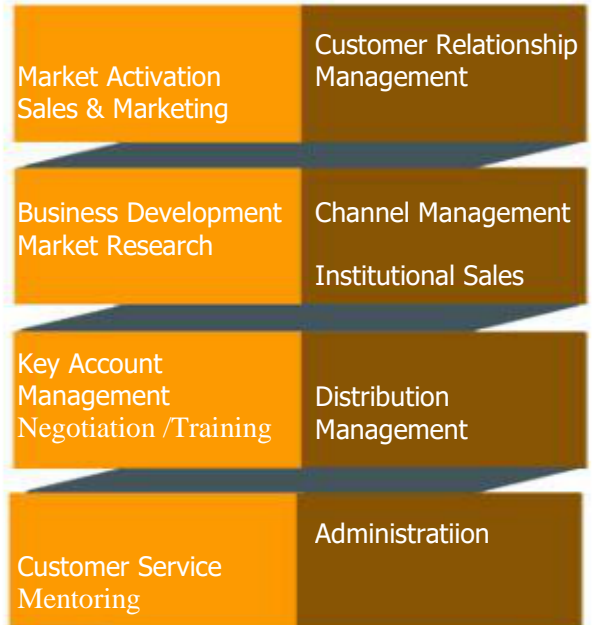 Market Activation
Sales & Marketing
Customer Relationship
Management
Business Development
Market Research
Channel Management
Institutional Sales
Key Account
Management
Negotiation /Training
Distribution
Management
Customer Service
Mentoring
Administratiion